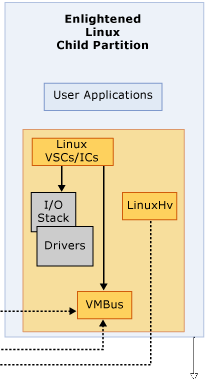 Enlightened
Linux
Child Partition
User Applications
Linux
VSCs/ICs
I/O
Stack
LinuxHv
Drivers
VMBus